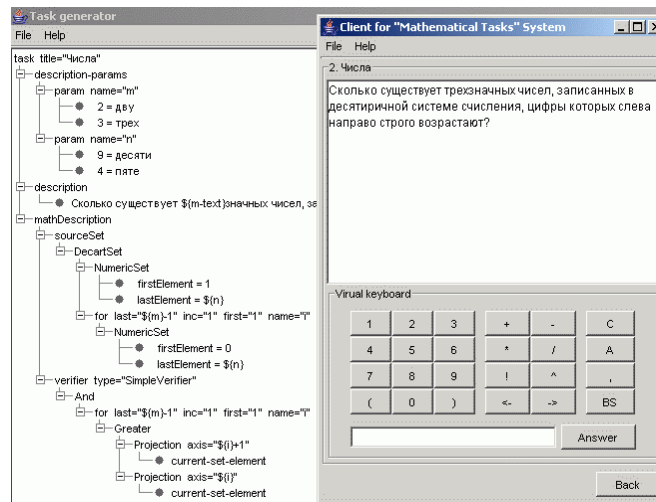 Task generator
File Help
task title="Числа"
description-params
param name="m"
2 = дву
3 = трех
param name="n"
9 = десяти
4 = пяте
description
Сколько существует ${m-text}значных чисел, за
mathDescription
sourceSet
DecartSet
NumericSet
firstElement = 1
lastElement = ${n}
for last="${m}-1" inc="1" first="1" name="i"
NumericSet
firstElement = 0
lastElement = ${n}
verifier type="SimpleVerifier"
And
for last="${m}-1" inc="1" first="1" name="i"
Greater
Projection axis="${i}+1"
current-set-element
Projection axis="${i}"
current-set-element
Client for "Mathematical Tasks" System
File Help
2. Числа
Сколько существует трехзначных чисел, записанных в
десятиричной системе счисления, цифры которых слева
направо строго возрастают?
Virual keyboard
1 2 3 + - C
4 5 6 * / A
7 8 9 ! ^ ,
( 0 ) <- -> BS
Answer
Back